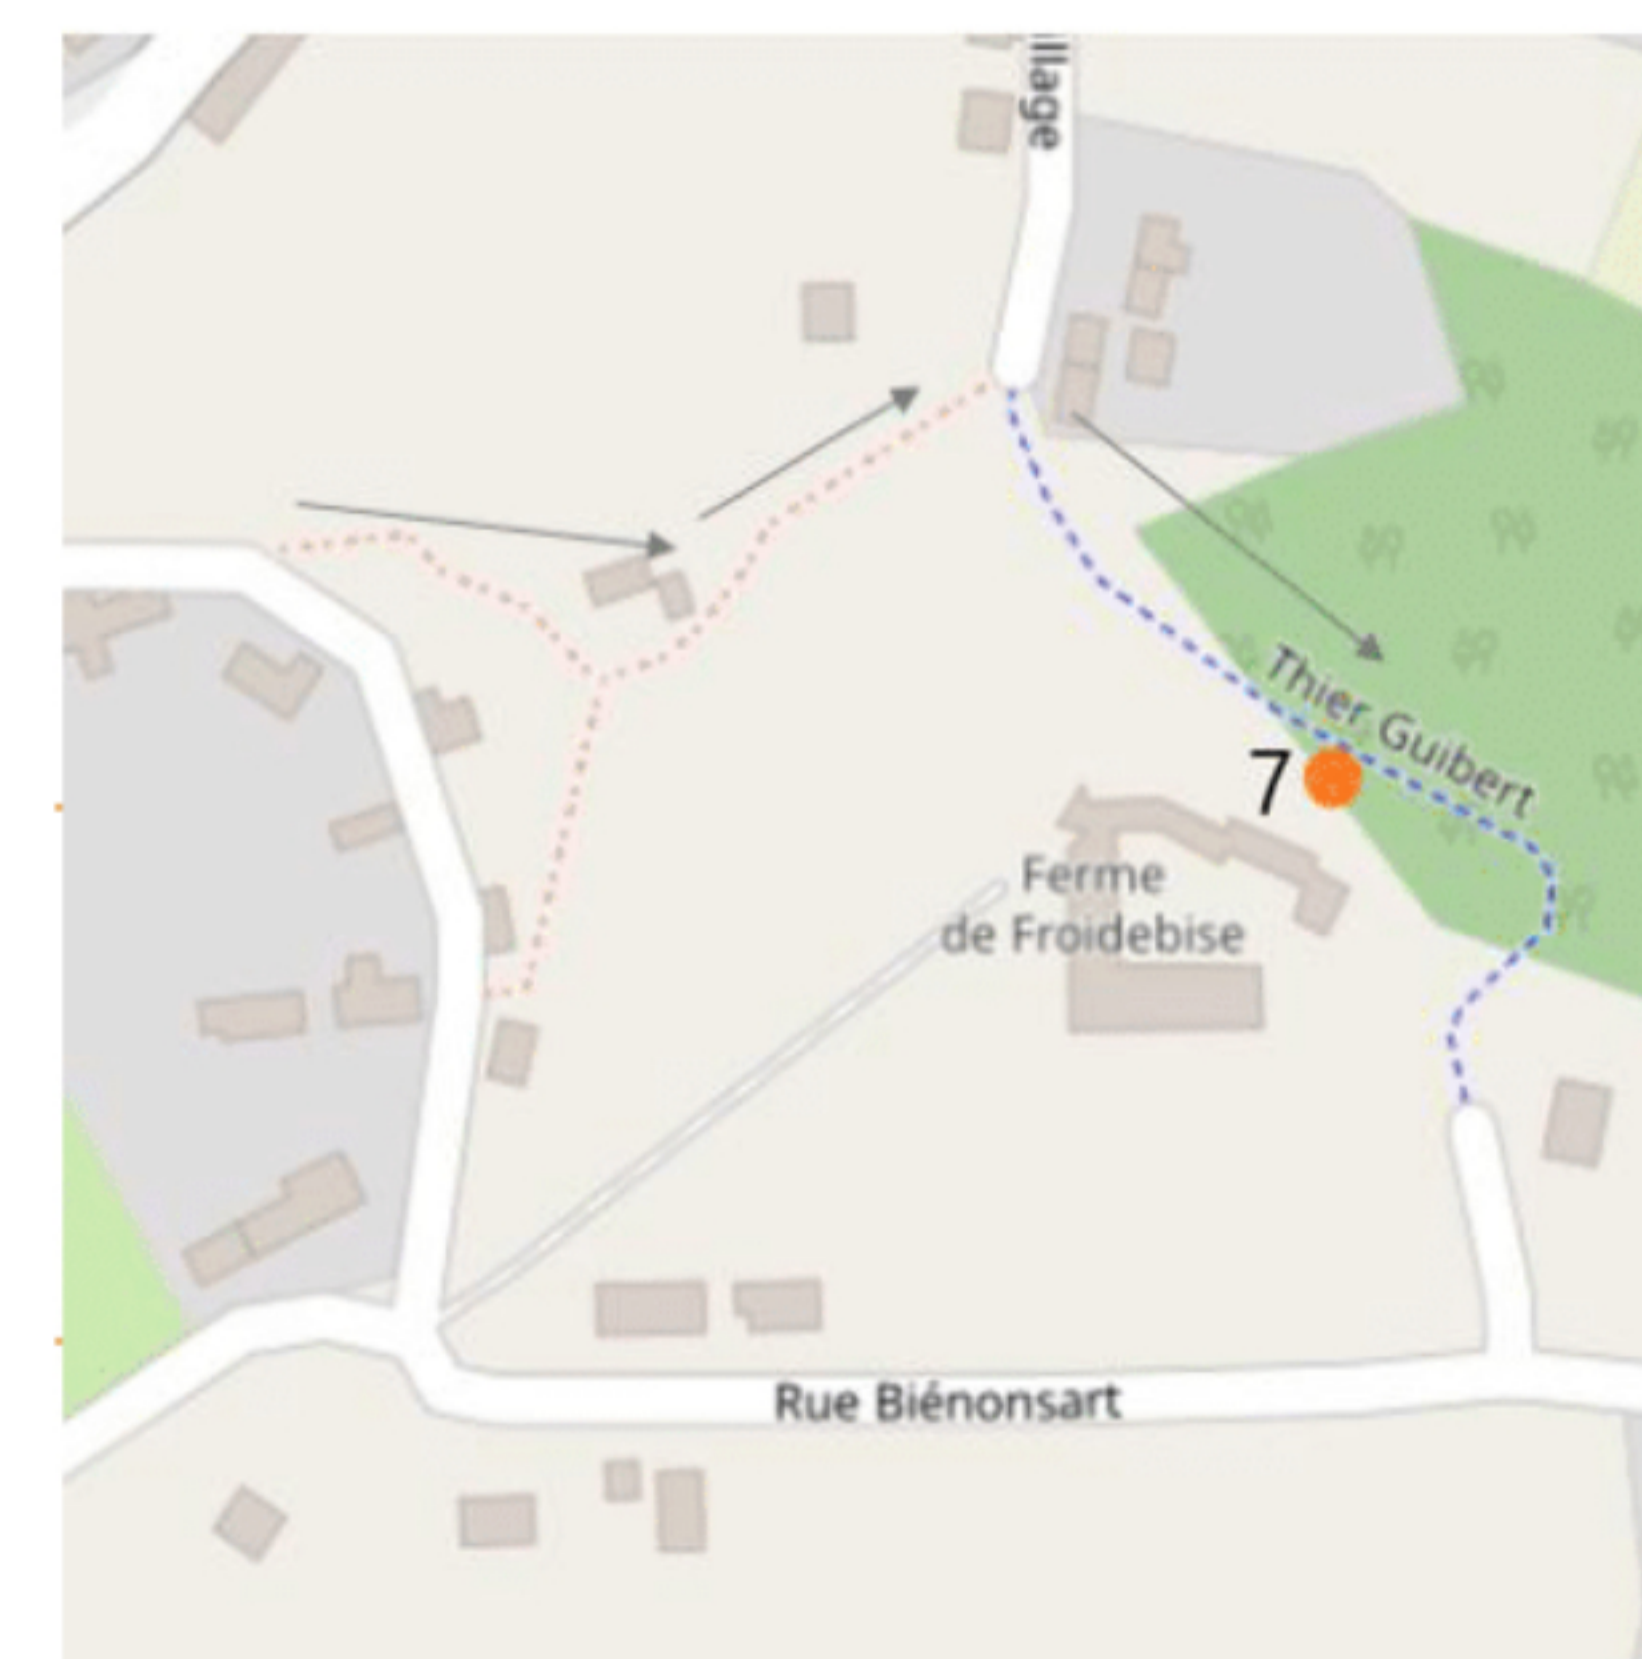 illage
Thier Guibert
7
Ferme
de Froidebise
Rue Biénonsart